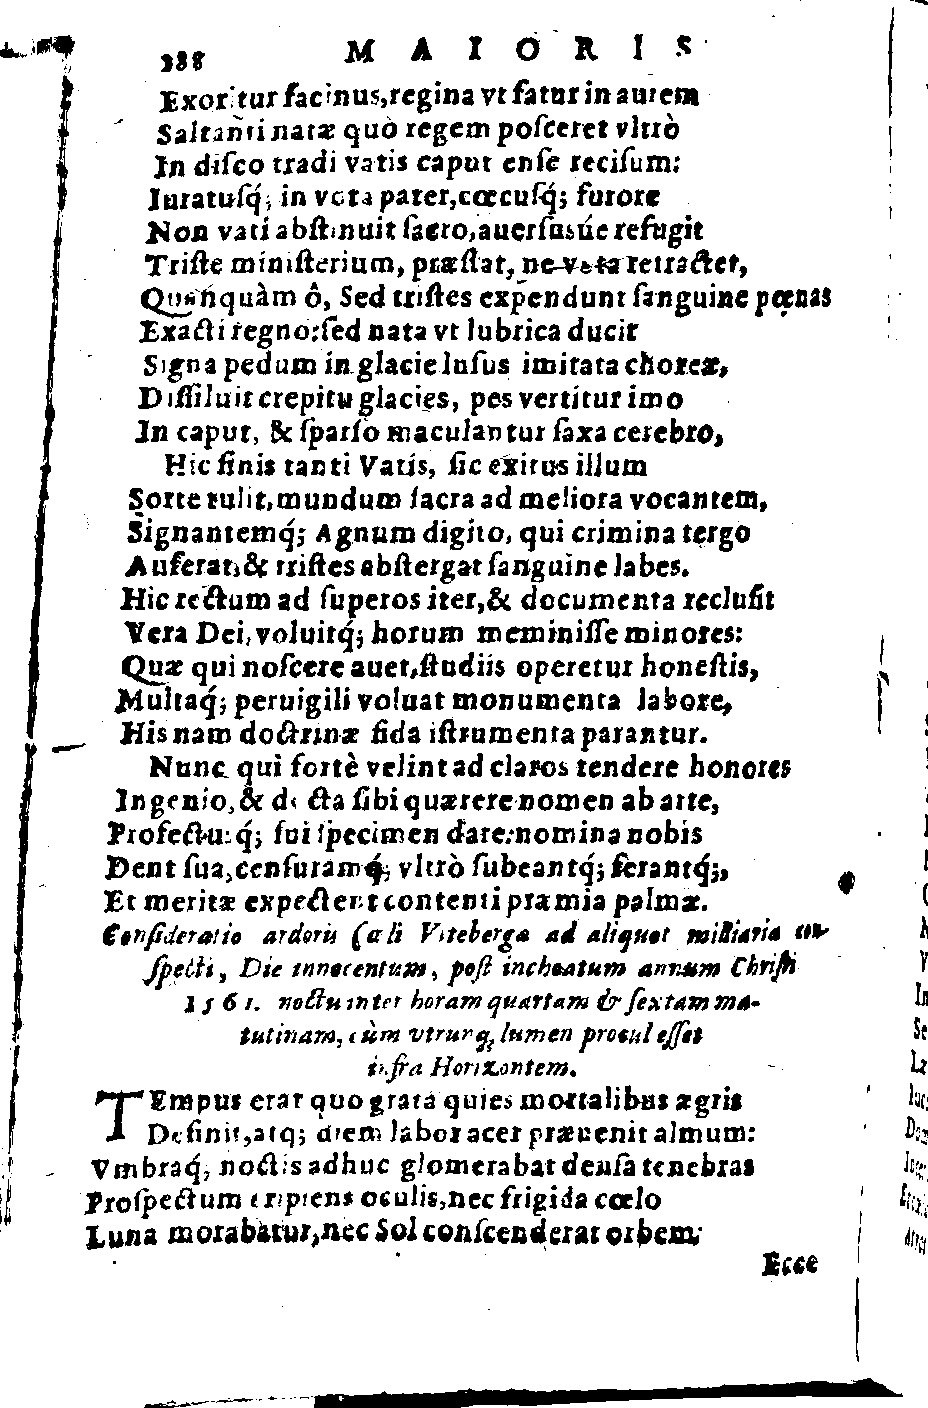 188 MAIORIS
Exoritur facinus, regina vt fatur in aurem
Saltanti natæ quò regem posceret vltrò
In disco tradi vatis caput ense recisum:
Iuratusq́; in vota pater, cœcusq́; furore
Non vati abstinuit sacro, auersusúe refugit
Triste ministerium, præstat, ne vota retractet,
Quanquàm ô, Sed tristes expendunt sanguine pœnas
Exacti regno: sed nata vt lubrica ducit
Signa pedum in glacie lusus imitata choreæ,
Dissiluit crepitu glacies, pes vertitur imo
In caput, & sparso maculantur saxa cerebro,
Hic finis tanti Vatis, sic exitus illum
Sorte tulit, mundum sacra ad meliora vocantem,
Signantemq́; Agnum digito, qui crimina tergo
Auferat, & tristes abstergat sanguine labes.
Hic rectum ad superos iter, & documenta reclusit
Vera Dei, voluitq́; horum meminisse minores:
Quæ qui noscere auet, studiis operetur honestis,
Multaq́; peruigili voluat monumenta labore,
His nam doctrinæ fida istrumenta parantur.
Nunc qui fortè velint ad claros tendere honores
Ingenio, & docta sibi quærere nomen ab arte,
Profectusq́; sui specimen dare: nomina nobis
Dent sua, censuramq́; vltrò subeantq́; ferantq́;,
Et meritæ expectent contenti præmia palmæ.
Consideratio ardoris Cœli Vitebergæ ad aliquot miliaria con-
specti, Die innocentum, post inchoatum annum Christi
1561. noctu inter horam quartam & sextam ma-
tutinam, cùm vtrunq; lumen procul esset
infra Horizontem.
TEmpus erat quo grata quies mortalibus ægris
Desinit, atq; diem labor acer præuenit almum:
Vmbraq́; noctis adhuc glomerabat densa tenebras
Prospectum eripiens oculis, nec frigida cœlo
Luna morabatur, nec Sol conscenderat orbem:
Ecce